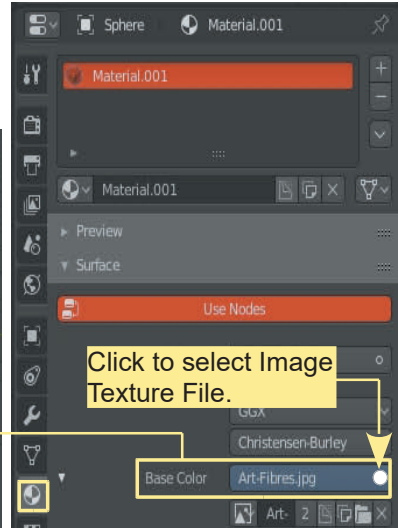 Sphere Material.001
Material.001
Material.001
Preview
Surface
Use Nodes
Click to select Image
Texture File.
GGX
Christensen-Burley
Base Color Art-Fibres.jpg
Art- 2